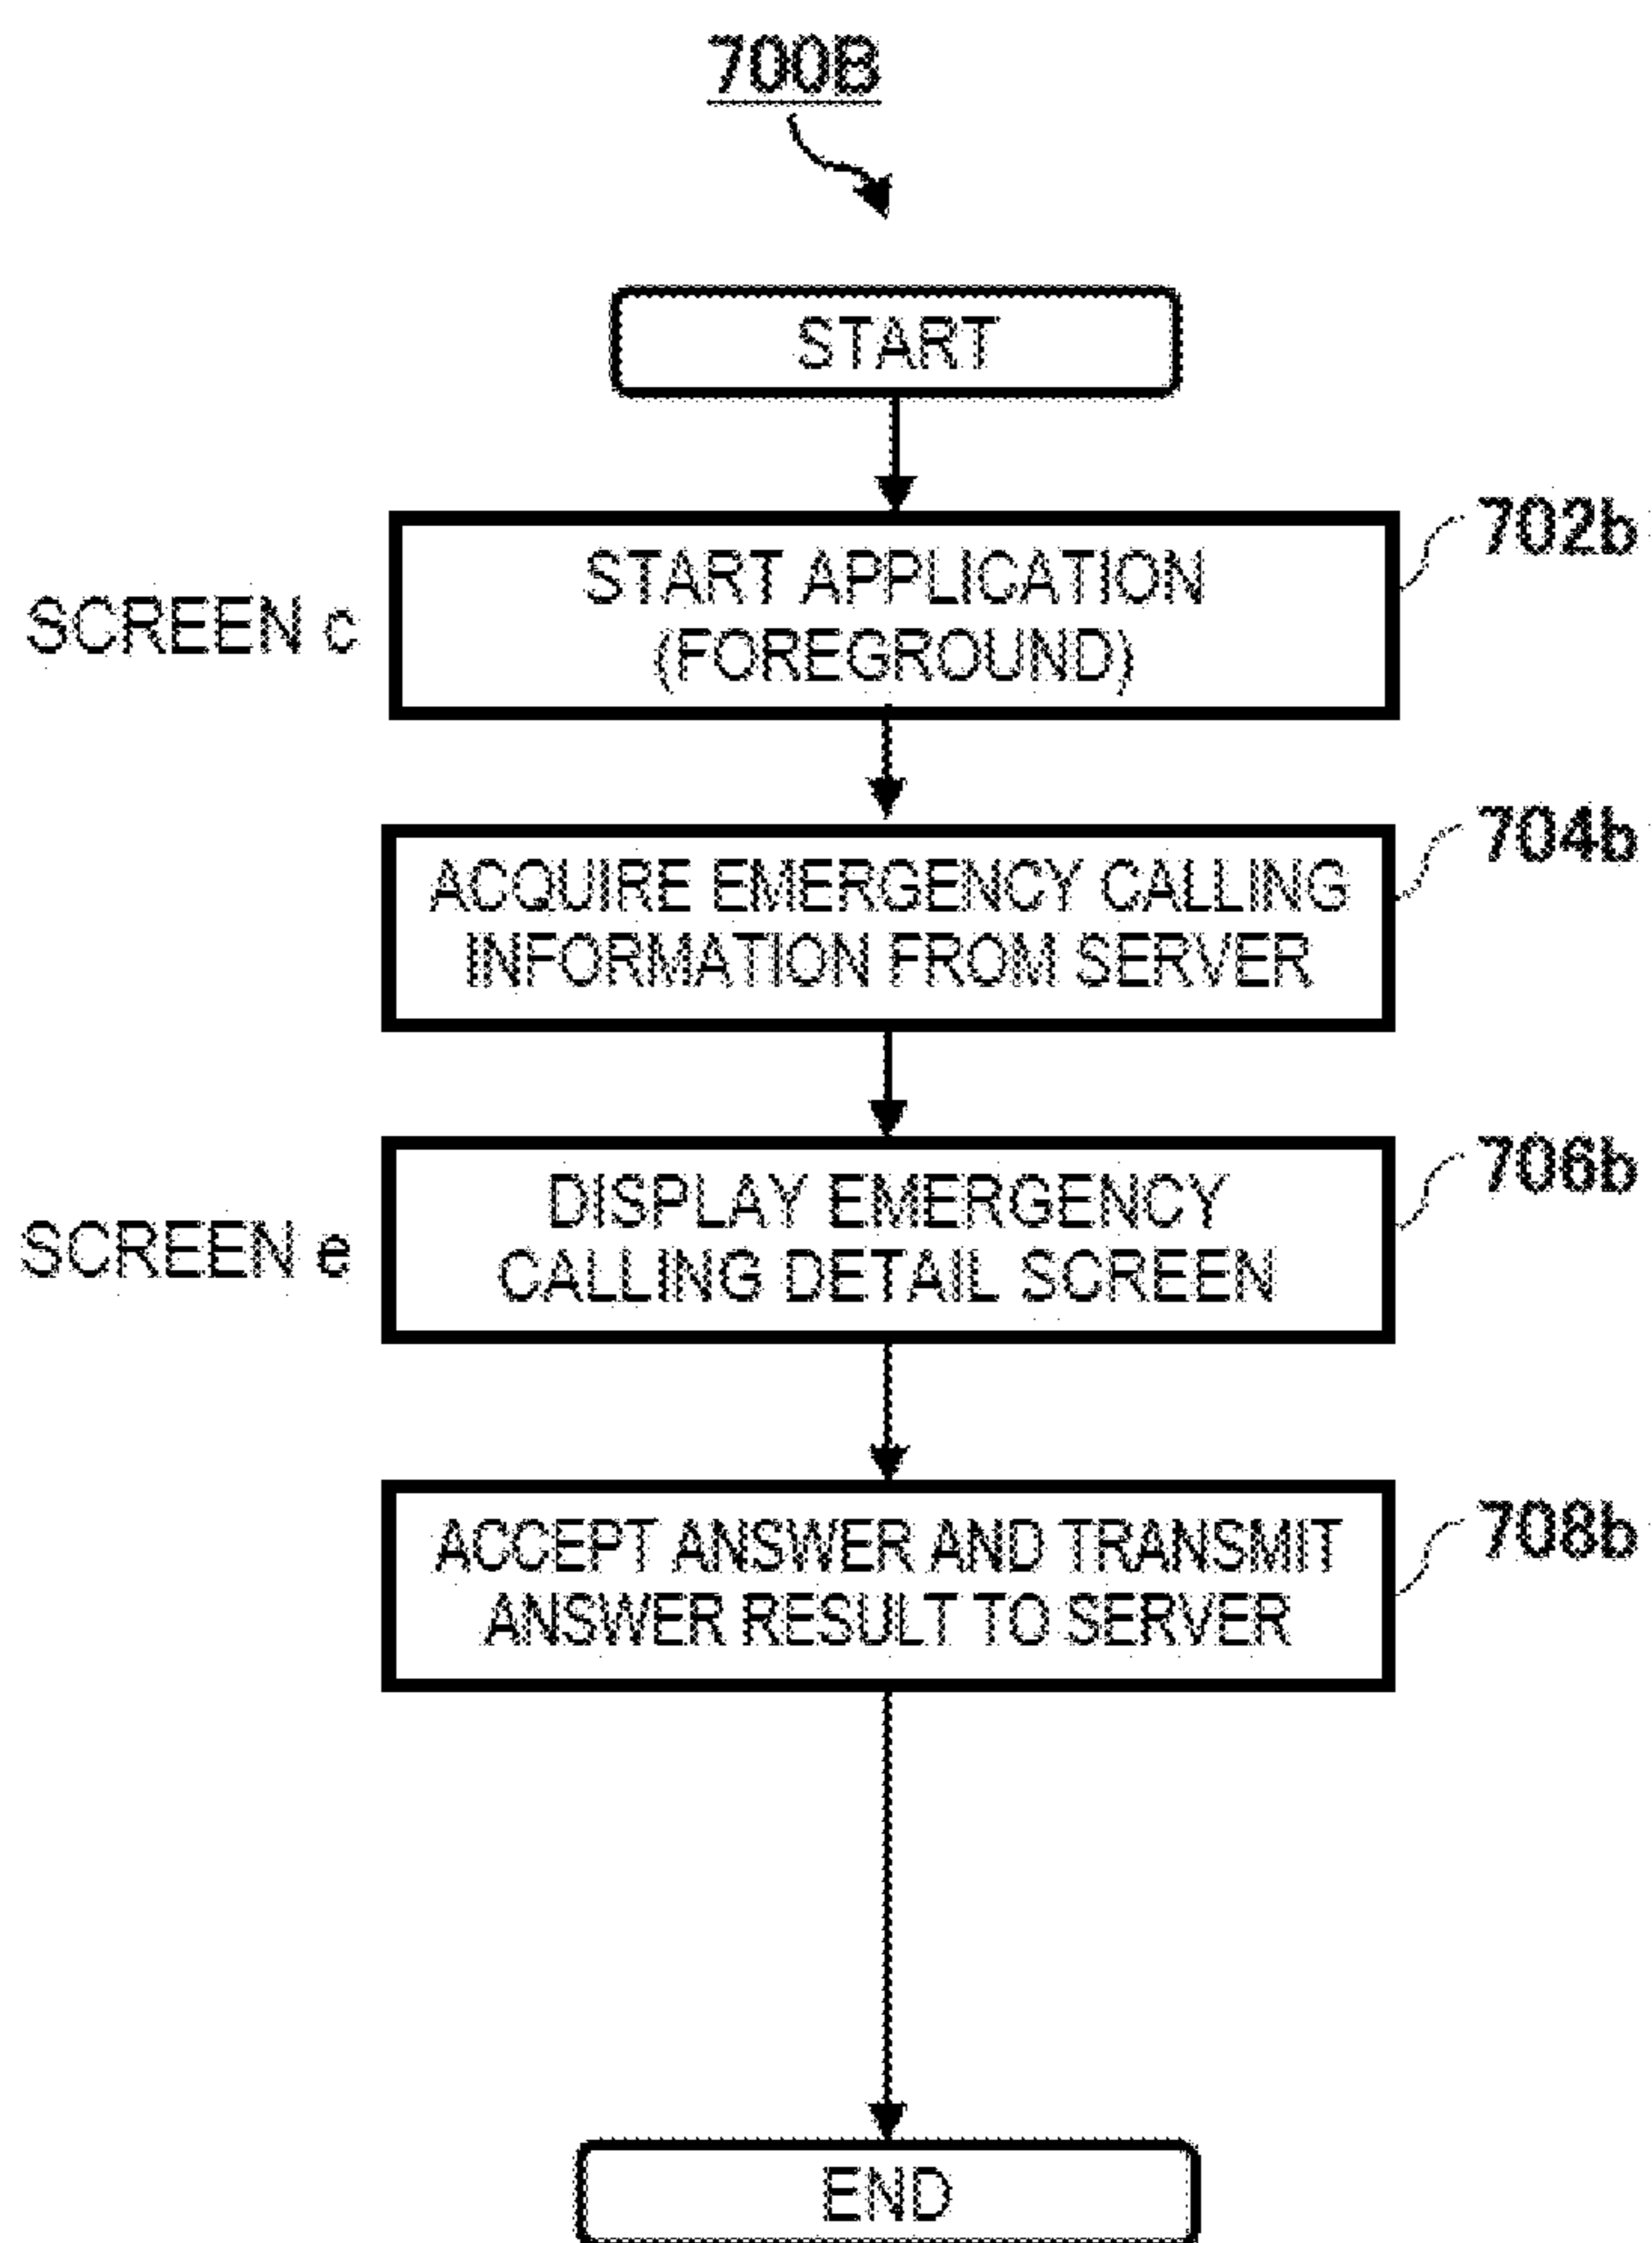 700B
START
702b
SCREEN c
START APPLICATION
(FOREGROUND)
704b
ACQUIRE EMERGENCY CALLING
INFORMATION FROM SERVER
706b
SCREEN e
DISPLAY EMERGENCY
CALLING DETAIL SCREEN
708b
ACCEPT ANSWER AND TRANSMIT
ANSWER RESULT TO SERVER
END